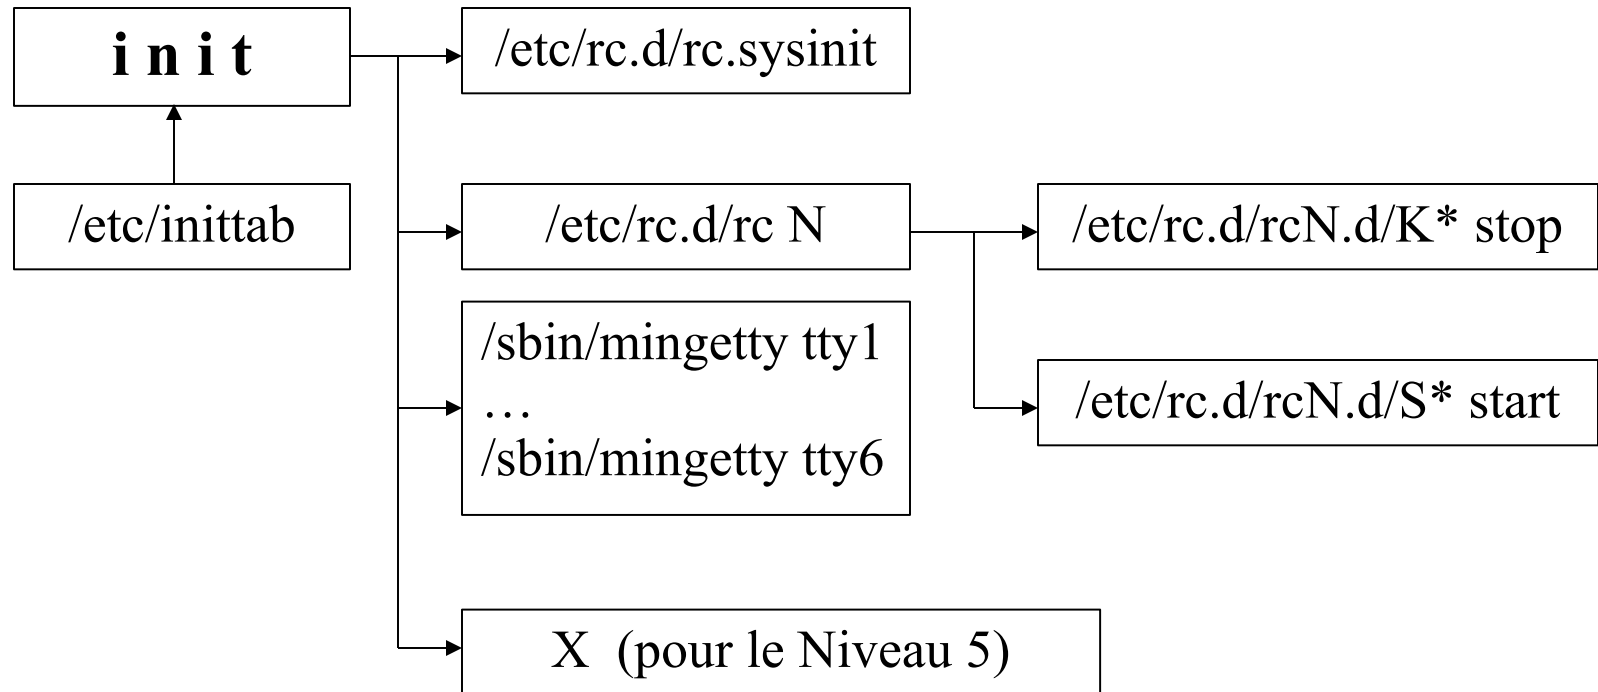 i n i t
/etc/rc.d/rc.sysinit
/etc/inittab
/etc/rc.d/rc N
/etc/rc.d/rcN.d/K* stop
/sbin/mingetty tty1
…
/sbin/mingetty tty6
/etc/rc.d/rcN.d/S* start
X (pour le Niveau 5)